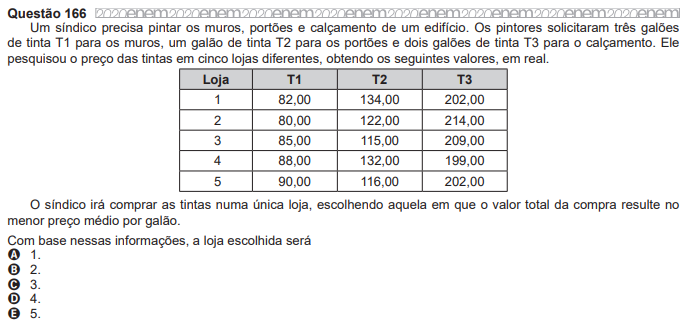 Questão 166 2020enem2020enem2020enem2020enem2020enem2020enem2020enem2020enem2020enem
Um síndico precisa pintar os muros, portões e calçamento de um edifício. Os pintores solicitaram três galões
de tinta T1 para os muros, um galão de tinta T2 para os portões e dois galões de tinta T3 para o calçamento. Ele
pesquisou o preço das tintas em cinco lojas diferentes, obtendo os seguintes valores, em real.
Loja T1 T2 T3
1 82,00 134,00 202,00
2 80,00 122,00 214,00
3 85,00 115,00 209,00
4 88,00 132,00 199,00
5 90,00 116,00 202,00
O síndico irá comprar as tintas numa única loja, escolhendo aquela em que o valor total da compra resulte no
menor preço médio por galão.
Com base nessas informações, a loja escolhida será
A 1.
B 2.
C 3.
D 4.
E 5.